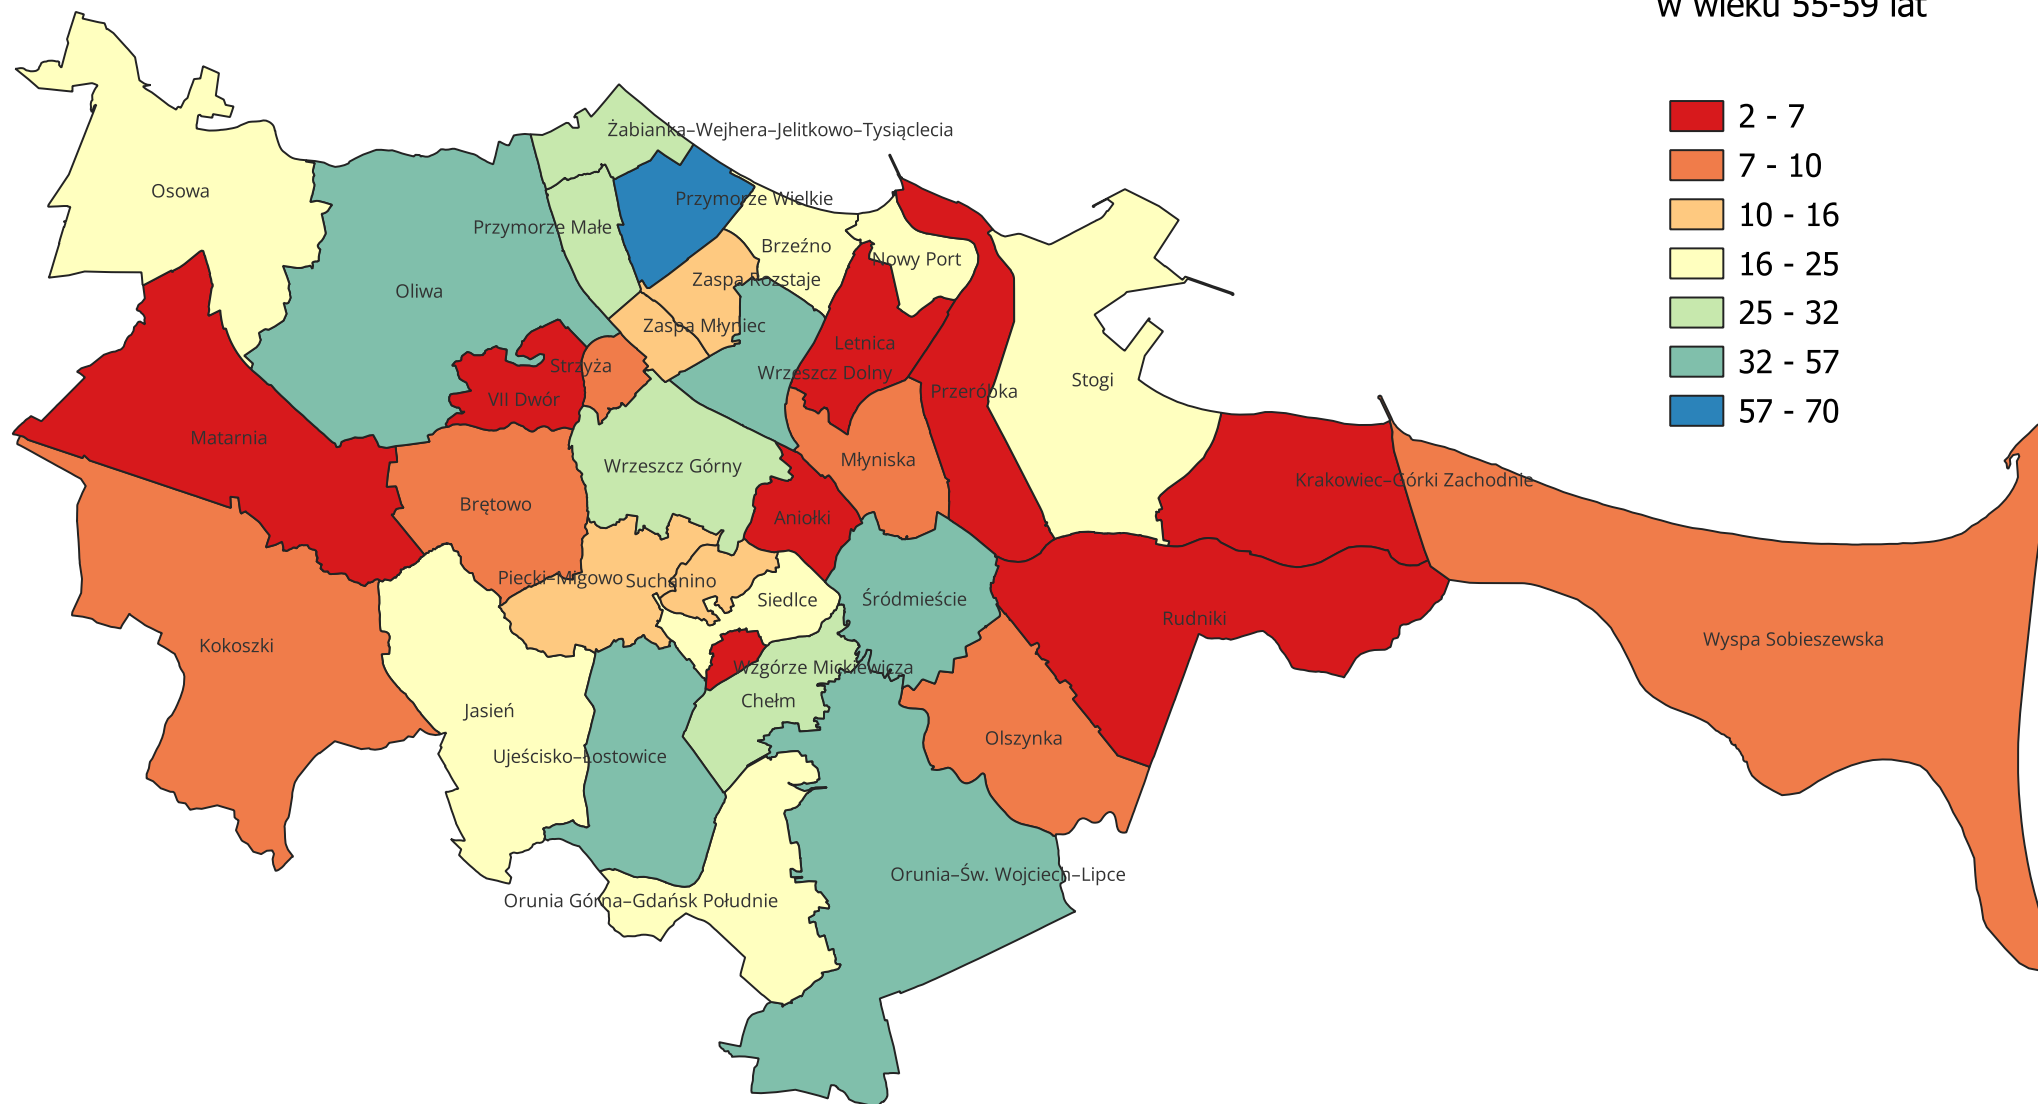 w wieku 55-59 lat
2 - 7
7 - 10
10 - 16
16 - 25
25 - 32
32 - 57
57 - 70
Żabianka–Wejhera–Jelitkowo–Tysiąclecia
Osowa
Przymorze Wielkie
Przymorze Małe
Brzeźno
Nowy Port
Zaspa Rozstaje
Oliwa
Zaspa Młyniec
Letnica
Strzyża
Wrzeszcz Dolny
Stogi
Przeróbka
VII Dwór
Matarnia
Młyniska
Wrzeszcz Górny
Krakowiec–Górki Zachodnie
Brętowo
Aniołki
Piecki–Migowo
Suchanino
Siedlce
Śródmieście
Rudniki
Wyspa Sobieszewska
Kokoszki
Wzgórze Mickiewicza
Chełm
Jasień
Olszynka
Ujeścisko–Łostowice
Orunia–Św. Wojciech–Lipce
Orunia Górna–Gdańsk Południe